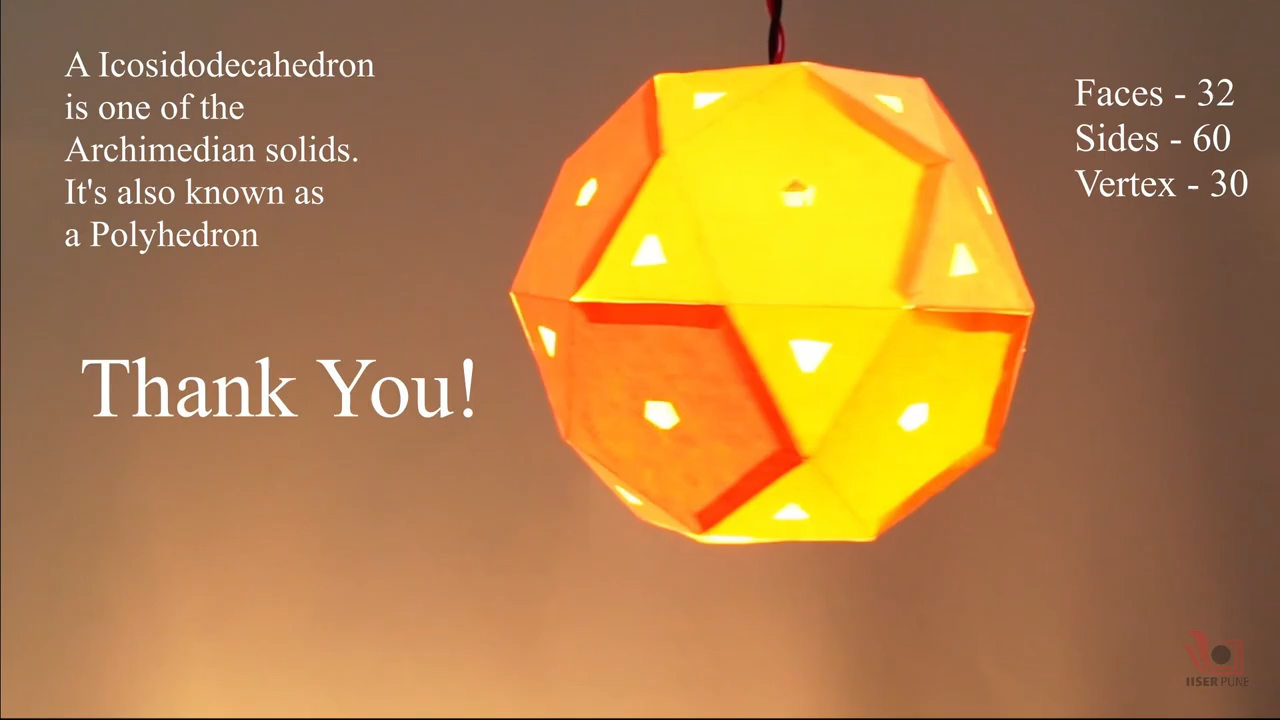 A Icosidodecahedron
is one of the
Archimedian solids.
It's also known as
a Polyhedron
Faces - 32
Sides - 60
Vertex - 30
Thank You!
IISER PUNE